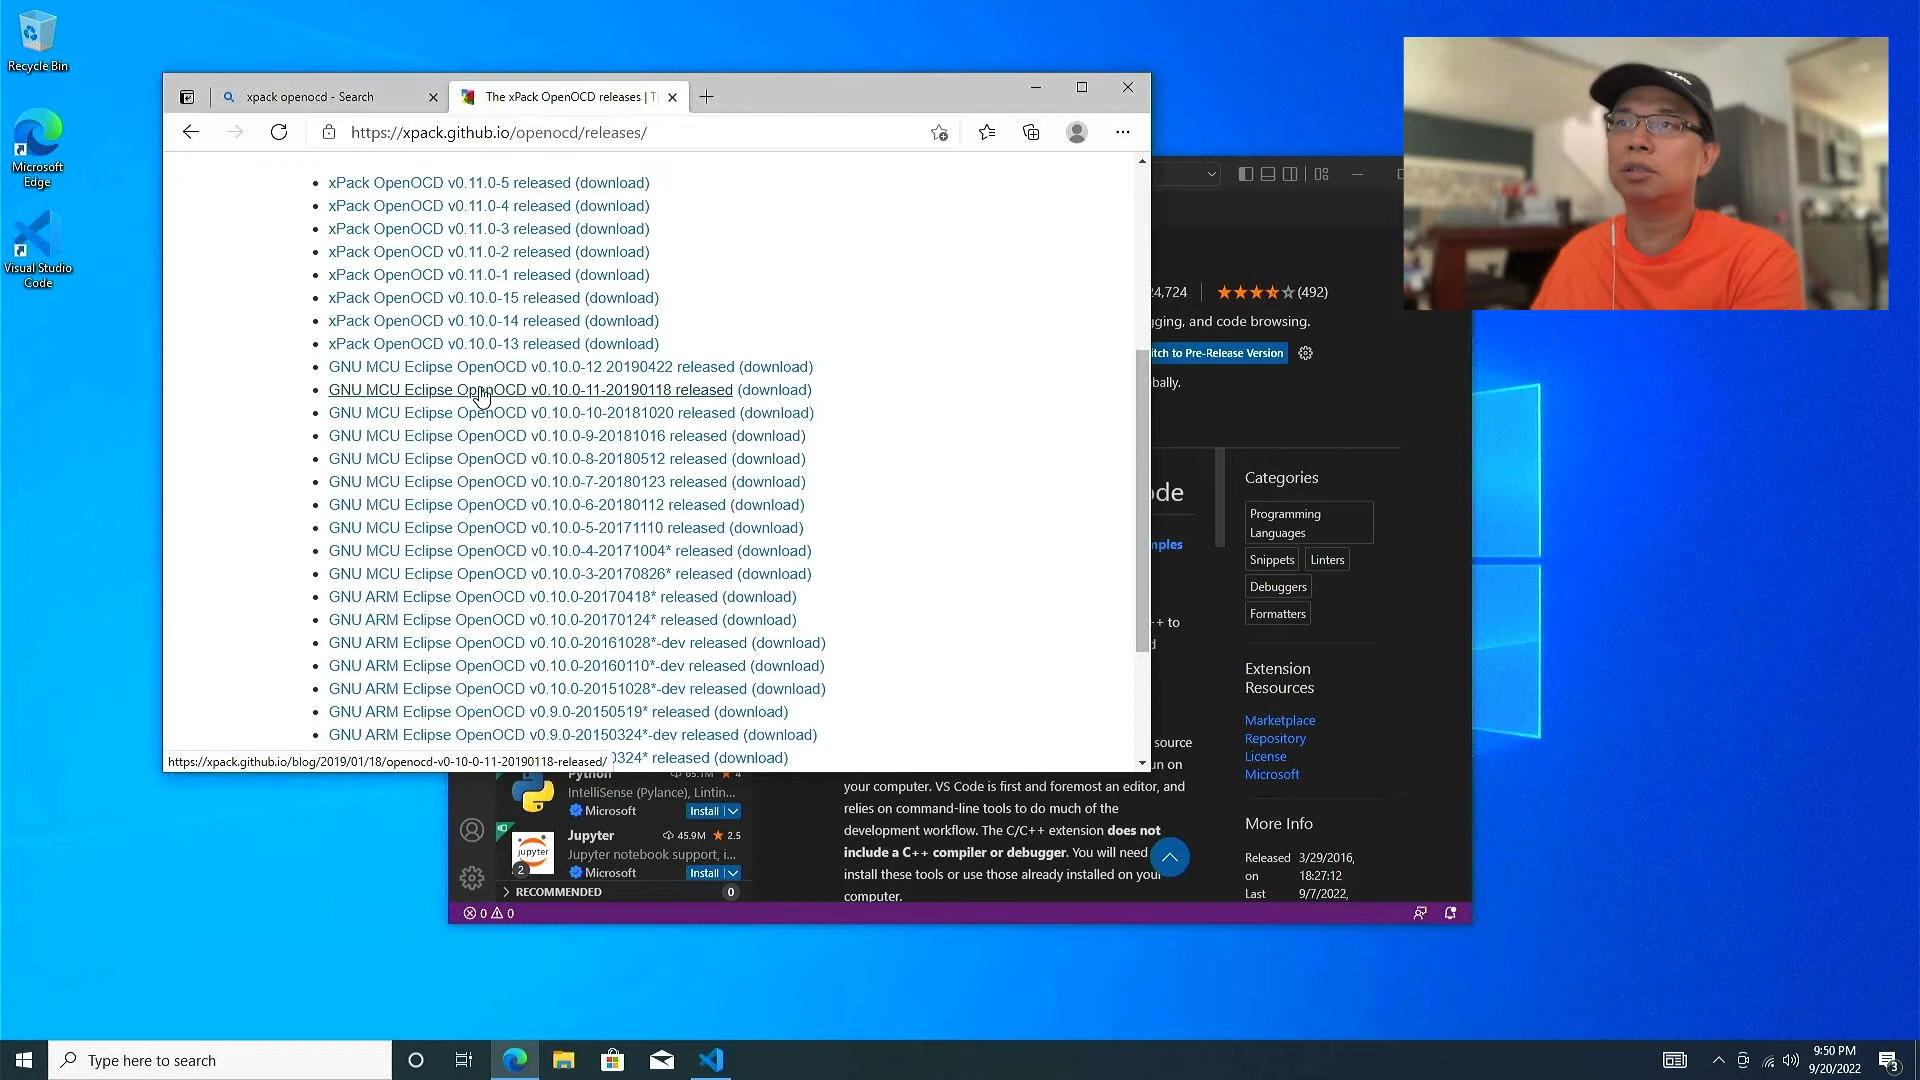 Recycle Bin
Microsoft
Edge
Visual Studio
Code
xpack openocd - Search
The xPack OpenOCD releases | T
https://xpack.github.io/openocd/releases/
xPack OpenOCD v0.11.0-5 released (download)
xPack OpenOCD v0.11.0-4 released (download)
xPack OpenOCD v0.11.0-3 released (download)
xPack OpenOCD v0.11.0-2 released (download)
xPack OpenOCD v0.11.0-1 released (download)
xPack OpenOCD v0.10.0-15 released (download)
xPack OpenOCD v0.10.0-14 released (download)
xPack OpenOCD v0.10.0-13 released (download)
GNU MCU Eclipse OpenOCD v0.10.0-12 20190422 released (download)
GNU MCU Eclipse OpenOCD v0.10.0-11-20190118 released (download)
GNU MCU Eclipse OpenOCD v0.10.0-10-20181020 released (download)
GNU MCU Eclipse OpenOCD v0.10.0-9-20181016 released (download)
GNU MCU Eclipse OpenOCD v0.10.0-8-20180512 released (download)
GNU MCU Eclipse OpenOCD v0.10.0-7-20180123 released (download)
GNU MCU Eclipse OpenOCD v0.10.0-6-20180112 released (download)
GNU MCU Eclipse OpenOCD v0.10.0-5-20171110 released (download)
GNU MCU Eclipse OpenOCD v0.10.0-4-20171004* released (download)
GNU MCU Eclipse OpenOCD v0.10.0-3-20170826* released (download)
GNU ARM Eclipse OpenOCD v0.10.0-20170418* released (download)
GNU ARM Eclipse OpenOCD v0.10.0-20170124* released (download)
GNU ARM Eclipse OpenOCD v0.10.0-20161028*-dev released (download)
GNU ARM Eclipse OpenOCD v0.10.0-20160110*-dev released (download)
GNU ARM Eclipse OpenOCD v0.10.0-20151028*-dev released (download)
GNU ARM Eclipse OpenOCD v0.9.0-20150519* released (download)
GNU ARM Eclipse OpenOCD v0.9.0-20150324*-dev released (download)
0324* released (download)
https://xpack.github.io/blog/2019/01/18/openocd-v0-10-0-11-20190118-released/
24,724 (492)
gging, and code browsing.
itch to Pre-Release Version
bally.
ode
mples
++ to
d
source
un on
Categories
Programming
Languages
Snippets
Linters
Debuggers
Formatters
Extension
Resources
Marketplace
Repository
License
Microsoft
More Info
Released 3/29/2016,
on 18:27:12
Last 9/7/2022,
Python 65.1M 4
IntelliSense (Pylance), Lintin...
Microsoft Install
Jupyter 45.9M 2.5
Jupyter notebook support, i...
Microsoft Install
jupyter
2
RECOMMENDED 0
your computer. VS Code is first and foremost an editor, and
relies on command-line tools to do much of the
development workflow. The C/C++ extension does not
include a C++ compiler or debugger. You will need
install these tools or use those already installed on your
computer.
0 0
Type here to search
9:50 PM
9/20/2022
3